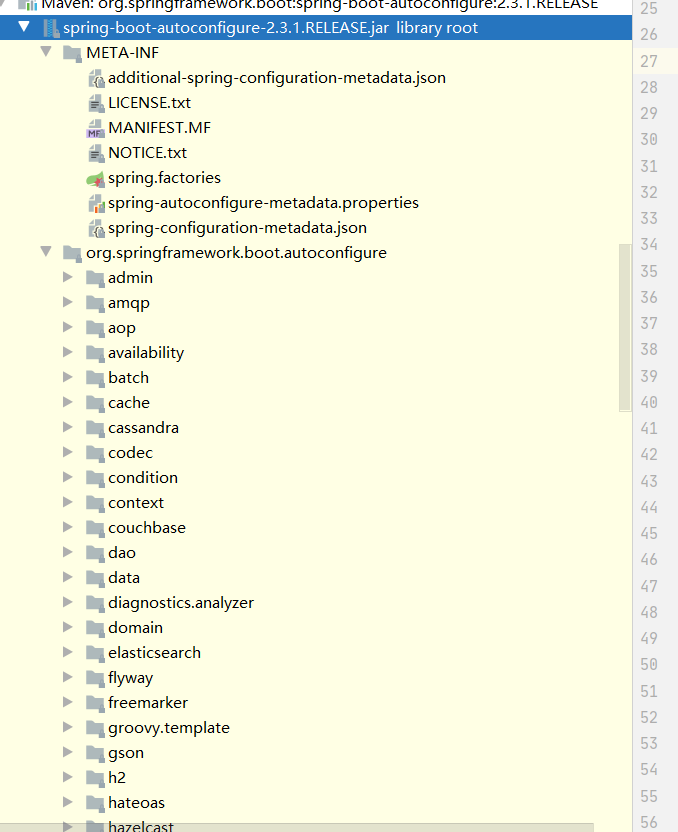 Maven: org.springframework.boot:spring-boot-autoconfigure:2.3.1.RELEASE
spring-boot-autoconfigure-2.3.1.RELEASE.jar library root
META-INF
additional-spring-configuration-metadata.json
LICENSE.txt
MANIFEST.MF
NOTICE.txt
spring.factories
spring-autoconfigure-metadata.properties
spring-configuration-metadata.json
org.springframework.boot.autoconfigure
admin
amqp
aop
availability
batch
cache
cassandra
codec
condition
context
couchbase
dao
data
diagnostics.analyzer
domain
elasticsearch
flyway
freemarker
groovy.template
gson
h2
hateoas
hazelcast
25
26
27
28
29
30
31
32
33
34
35
36
37
38
39
40
41
42
43
44
45
46
47
48
49
50
51
52
53
54
55
56